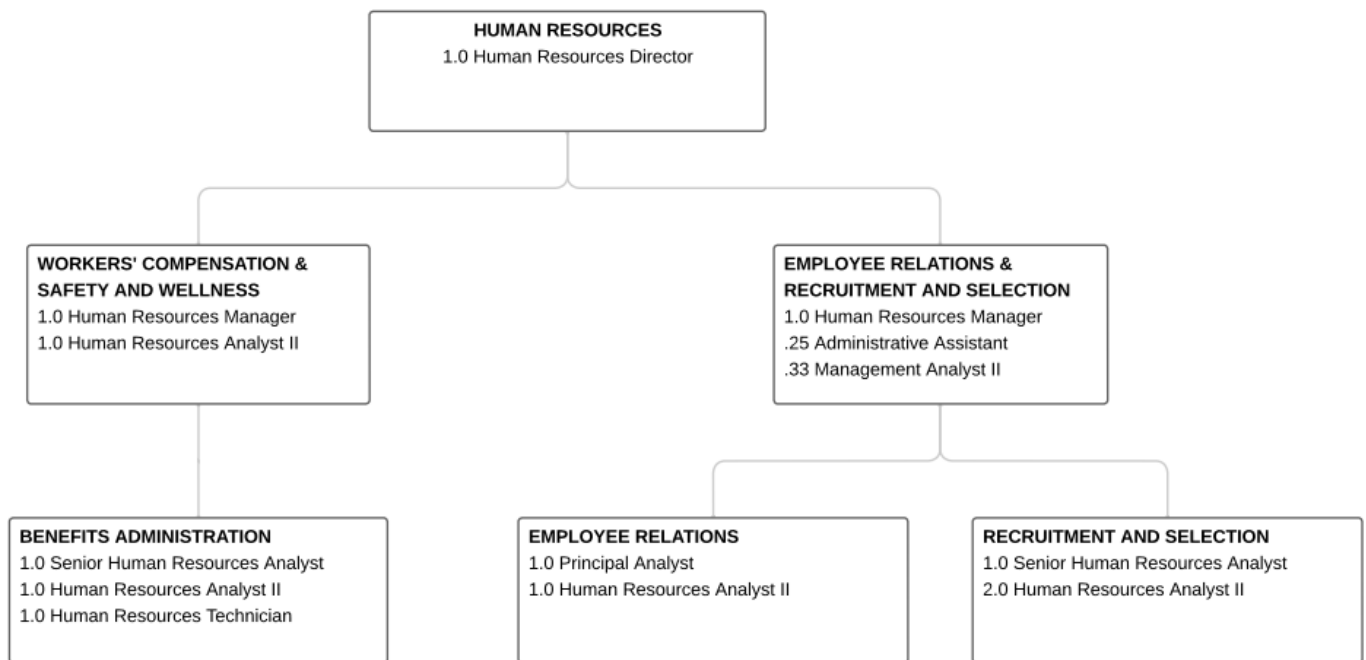 HUMAN RESOURCES
1.0 Human Resources Director
WORKERS' COMPENSATION &
SAFETY AND WELLNESS
1.0 Human Resources Manager
1.0 Human Resources Analyst II
EMPLOYEE RELATIONS &
RECRUITMENT AND SELECTION
1.0 Human Resources Manager
.25 Administrative Assistant
.33 Management Analyst II
BENEFITS ADMINISTRATION
1.0 Senior Human Resources Analyst
1.0 Human Resources Analyst II
1.0 Human Resources Technician
EMPLOYEE RELATIONS
1.0 Principal Analyst
1.0 Human Resources Analyst II
RECRUITMENT AND SELECTION
1.0 Senior Human Resources Analyst
2.0 Human Resources Analyst II